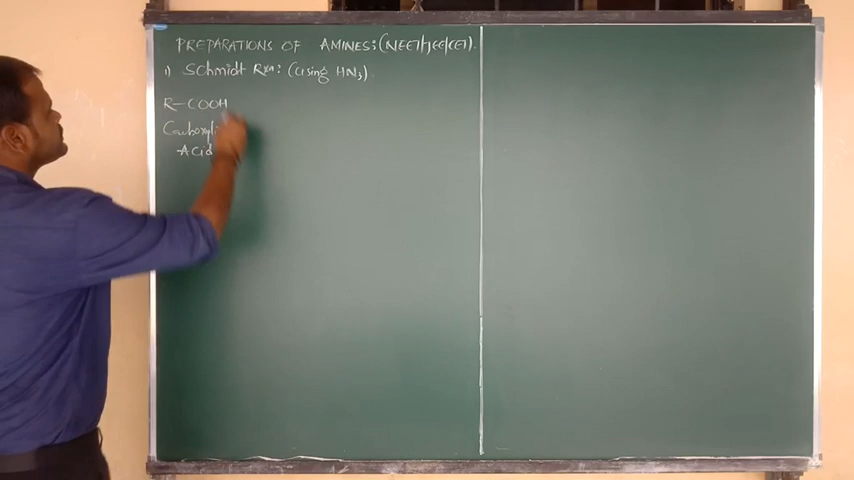 PREPARATIONS OF AMINES: (NEET/JEE/CET).
1) Schmidt Rxn: (Using HN₃)
R-COOH
Acid